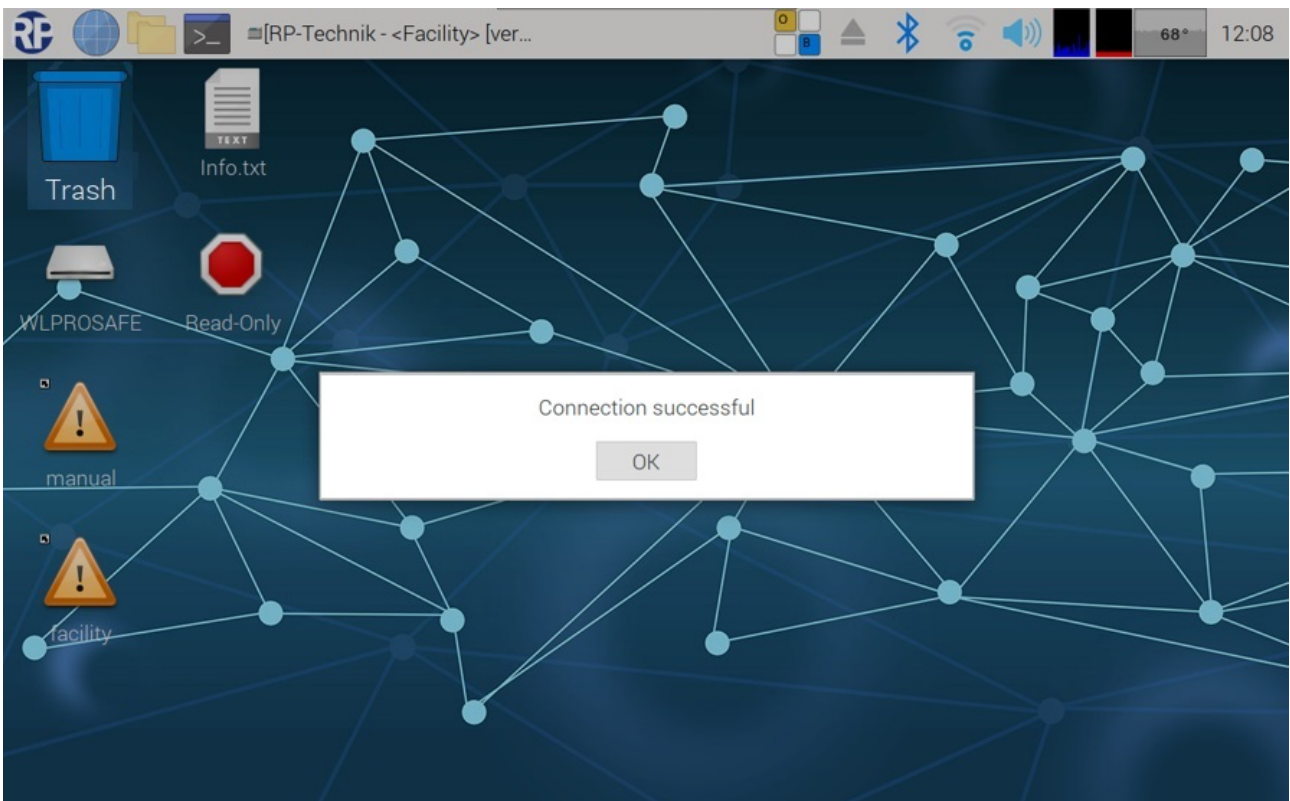 RP
>_
[RP-Technik - <Facility> [ver...
O
B
68°
12:08
Trash
TEXT
Info.txt
WLPROSAFE
Read-Only
Connection successful
OK
!
manual
!
facility